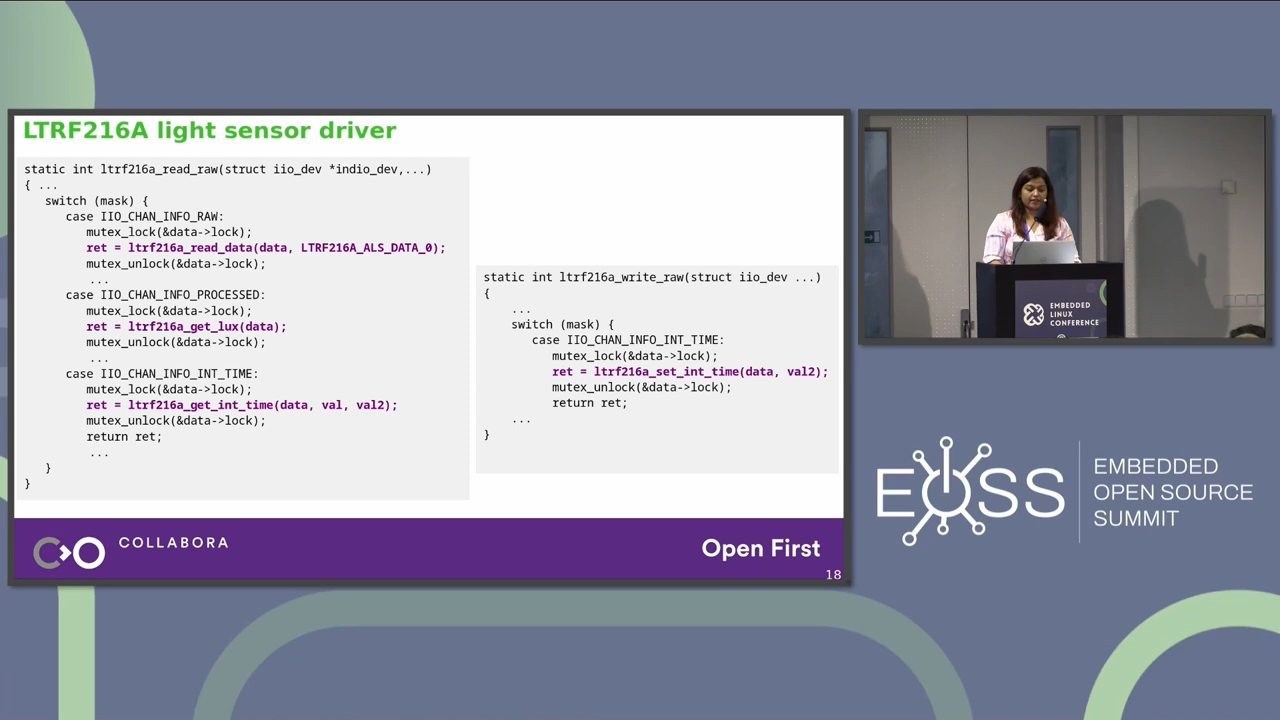 LTRF216A light sensor driver
static int ltrf216a_read_raw(struct iio_dev *indio_dev,...)
{ ...
switch (mask) {
case IIO_CHAN_INFO_RAW:
mutex_lock(&data->lock);
ret = ltrf216a_read_data(data, LTRF216A_ALS_DATA_0);
mutex_unlock(&data->lock);
...
case IIO_CHAN_INFO_PROCESSED:
mutex_lock(&data->lock);
ret = ltrf216a_get_lux(data);
mutex_unlock(&data->lock);
...
case IIO_CHAN_INFO_INT_TIME:
mutex_lock(&data->lock);
ret = ltrf216a_get_int_time(data, val, val2);
mutex_unlock(&data->lock);
return ret;
...
}
}
static int ltrf216a_write_raw(struct iio_dev ...)
{
...
switch (mask) {
case IIO_CHAN_INFO_INT_TIME:
mutex_lock(&data->lock);
ret = ltrf216a_set_int_time(data, val2);
mutex_unlock(&data->lock);
return ret;
...
}
COLLABORA
Open First
18
EMBEDDED
LINUX
CONFERENCE
EOSS
EMBEDDED
OPEN SOURCE
SUMMIT